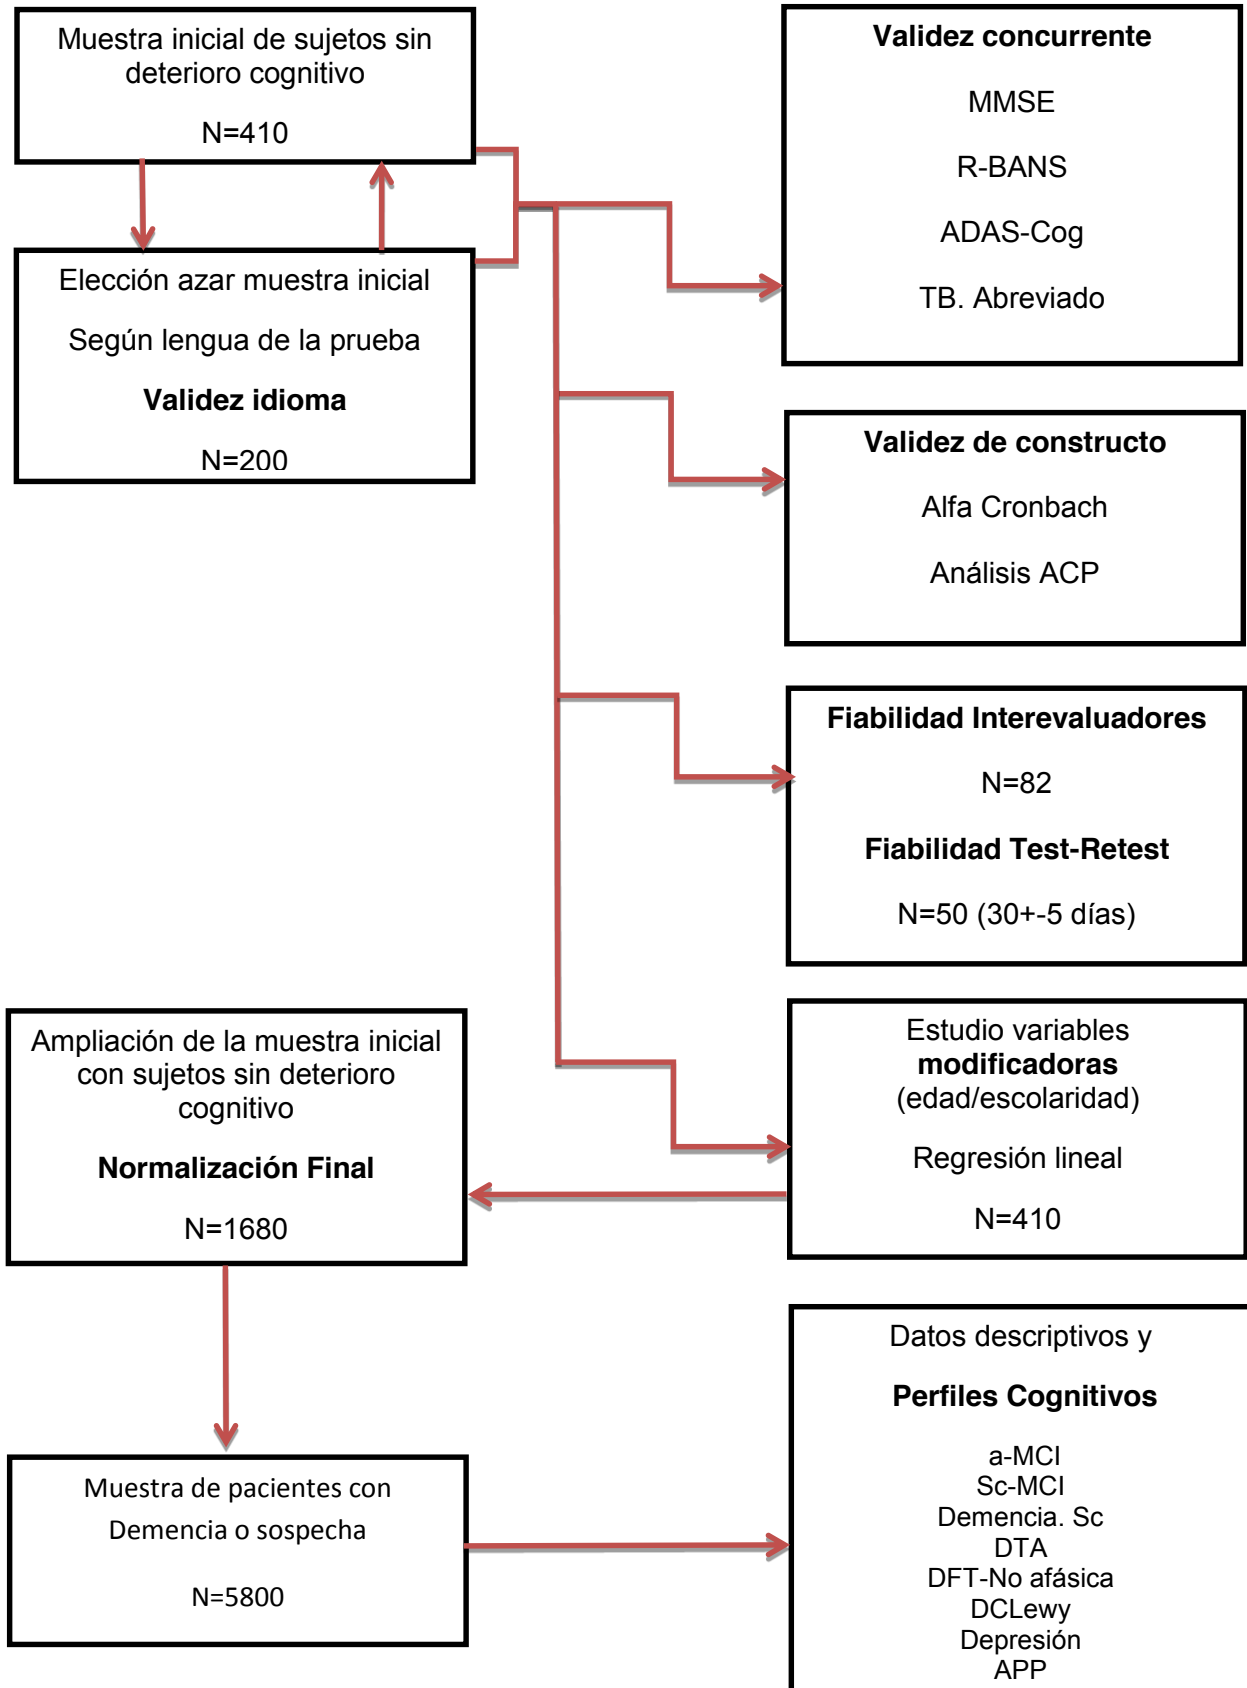 Muestra inicial de sujetos sin
deterioro cognitivo
N=410
Elección azar muestra inicial
Según lengua de la prueba
Validez idioma
N=200
Validez concurrente
MMSE
R-BANS
ADAS-Cog
TB. Abreviado
Validez de constructo
Alfa Cronbach
Análisis ACP
Fiabilidad Interevaluadores
N=82
Fiabilidad Test-Retest
N=50 (30+-5 días)
Estudio variables
modificadoras
(edad/escolaridad)
Regresión lineal
N=410
Ampliación de la muestra inicial
con sujetos sin deterioro
cognitivo
Normalización Final
N=1680
Muestra de pacientes con
Demencia o sospecha
N=5800
Datos descriptivos y
Perfiles Cognitivos
a-MCI
Sc-MCI
Demencia. Sc
DTA
DFT-No afásica
DCLewy
Depresión
APP